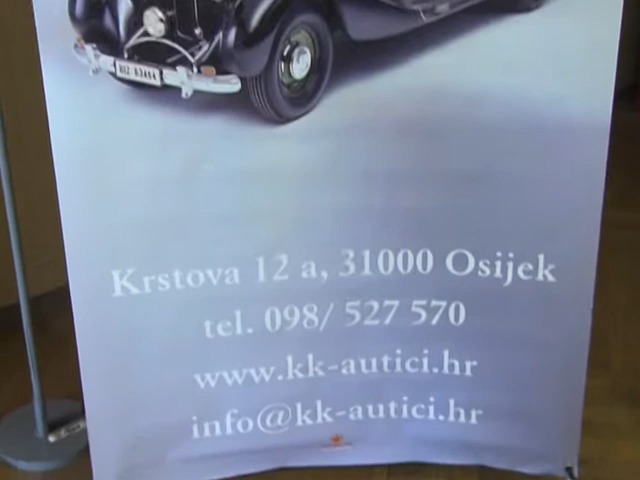 Krstova 12 a, 31000 Osijek
tel. 098/ 527 570
www.kk-autici.hr
info@kk-autici.hr